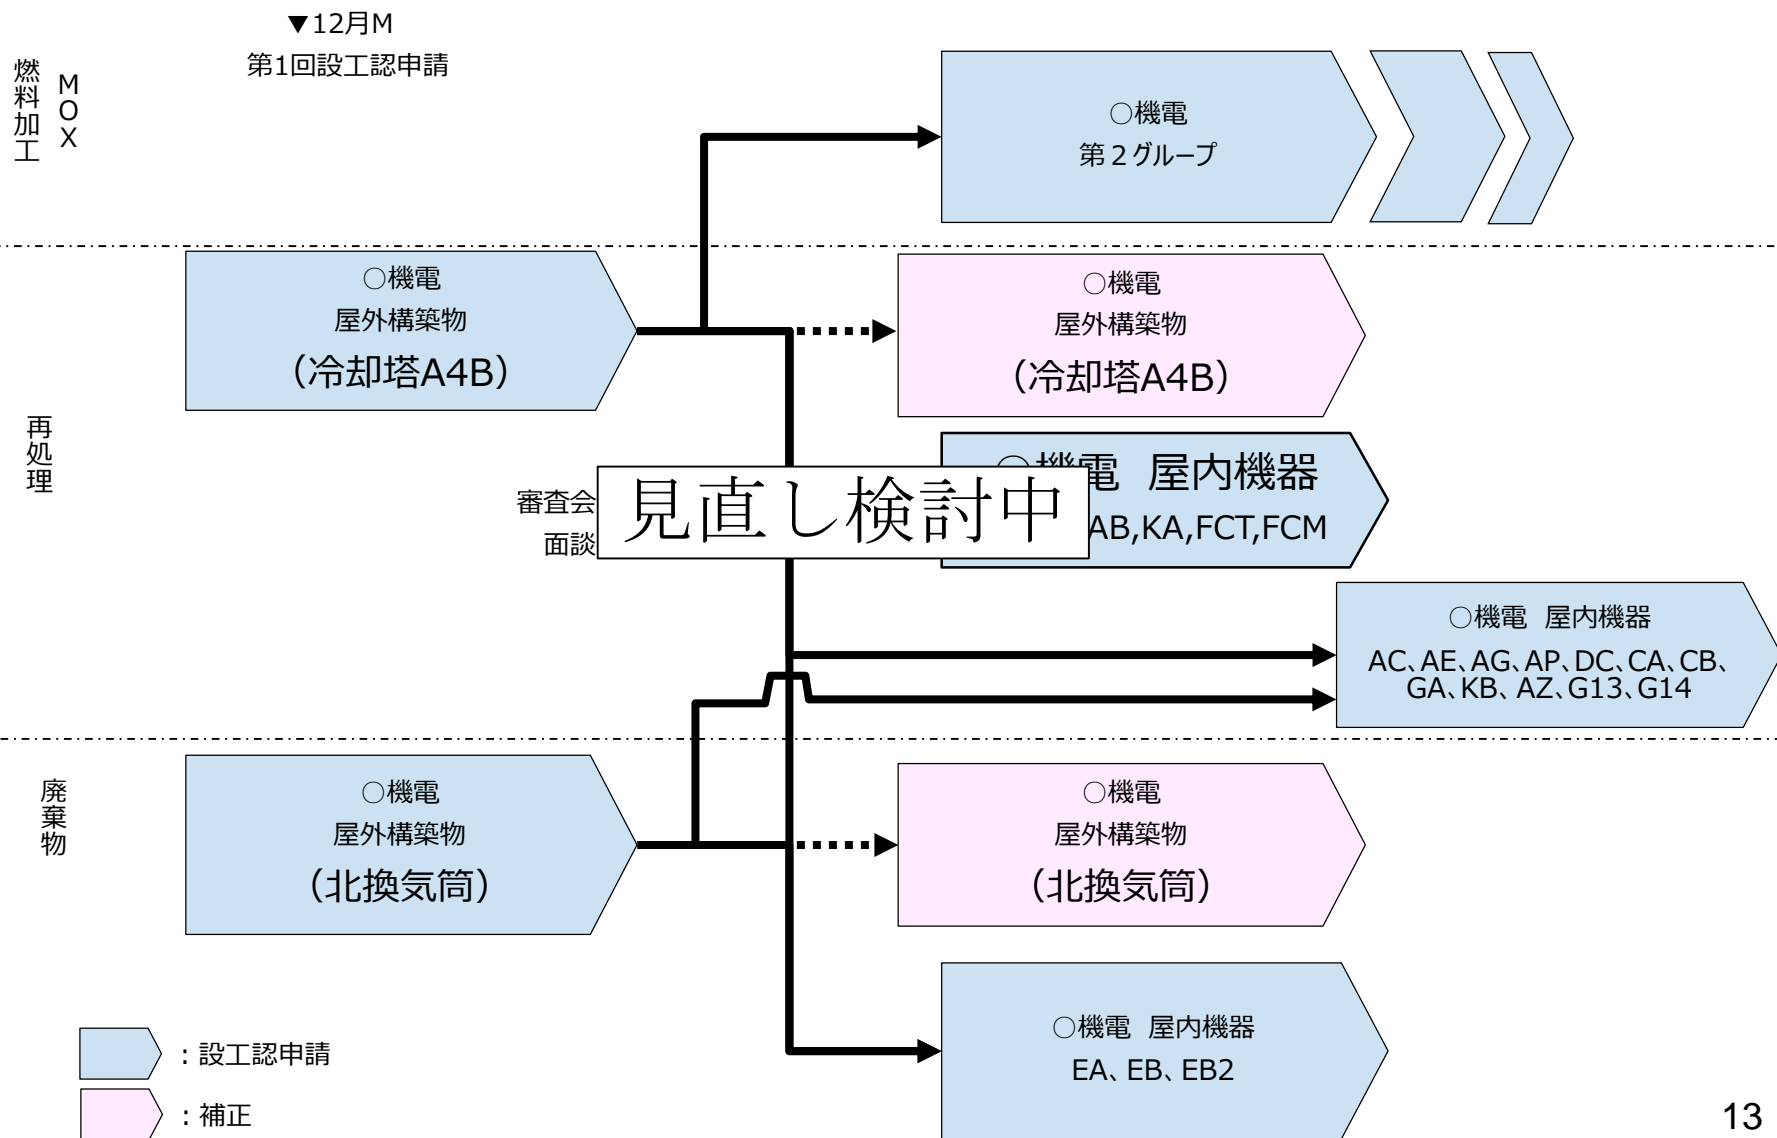 ▼12月M
第1回設工認申請
MOX
燃料加工
○機電
第２グループ
再処理
○機電
屋外構築物
（冷却塔A4B）
○機電
屋外構築物
（冷却塔A4B）
○機電　屋内機器
AB,KA,FCT,FCM
審査会
面談
見直し検討中
○機電　屋内機器
AC、AE、AG、AP、DC、CA、CB、
GA、KB、AZ、G13、G14
廃棄物
○機電
屋外構築物
（北換気筒）
○機電
屋外構築物
（北換気筒）
○機電　屋内機器
EA、EB、EB2
：設工認申請
：補正
13